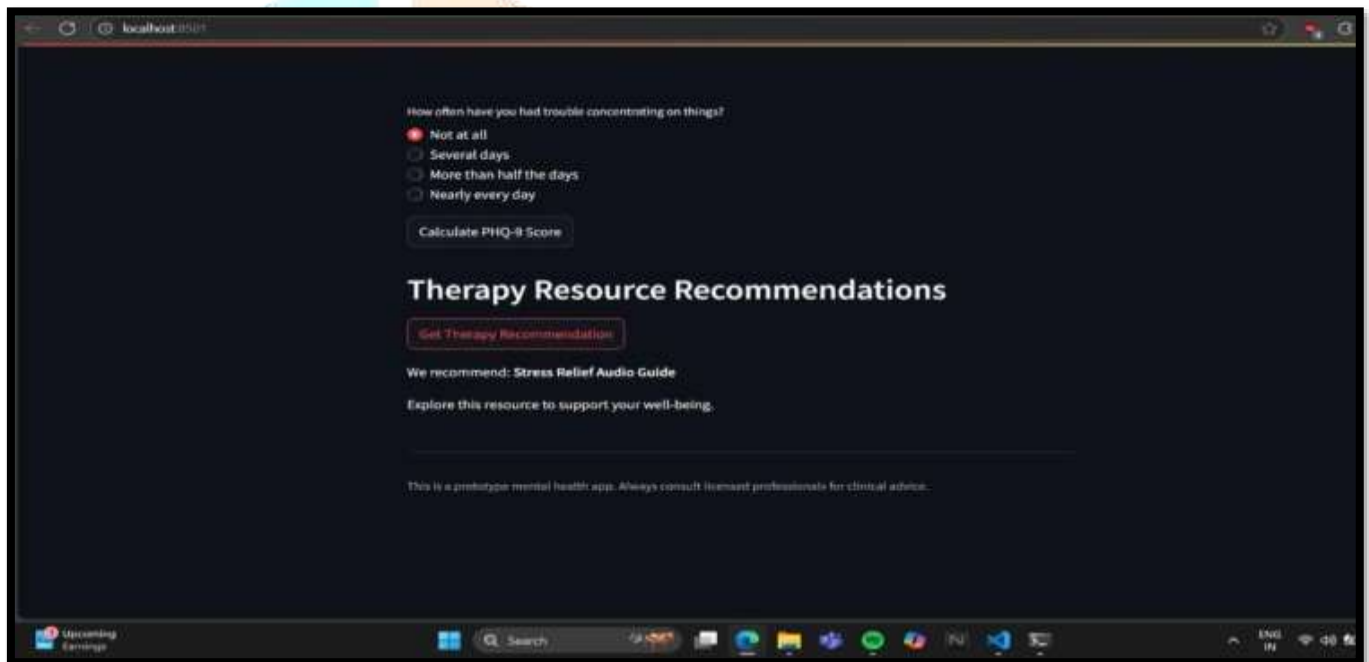 localhost:8501
How often have you had trouble concentrating on things?
Not at all
Several days
More than half the days
Nearly every day
Calculate PHQ-9 Score
Therapy Resource Recommendations
Get Therapy Recommendation
We recommend: Stress Relief Audio Guide
Explore this resource to support your well-being.
This is a prototype mental health app. Always consult licensed professionals for clinical advice.
Upcoming
Earnings
Search
ENG
IN